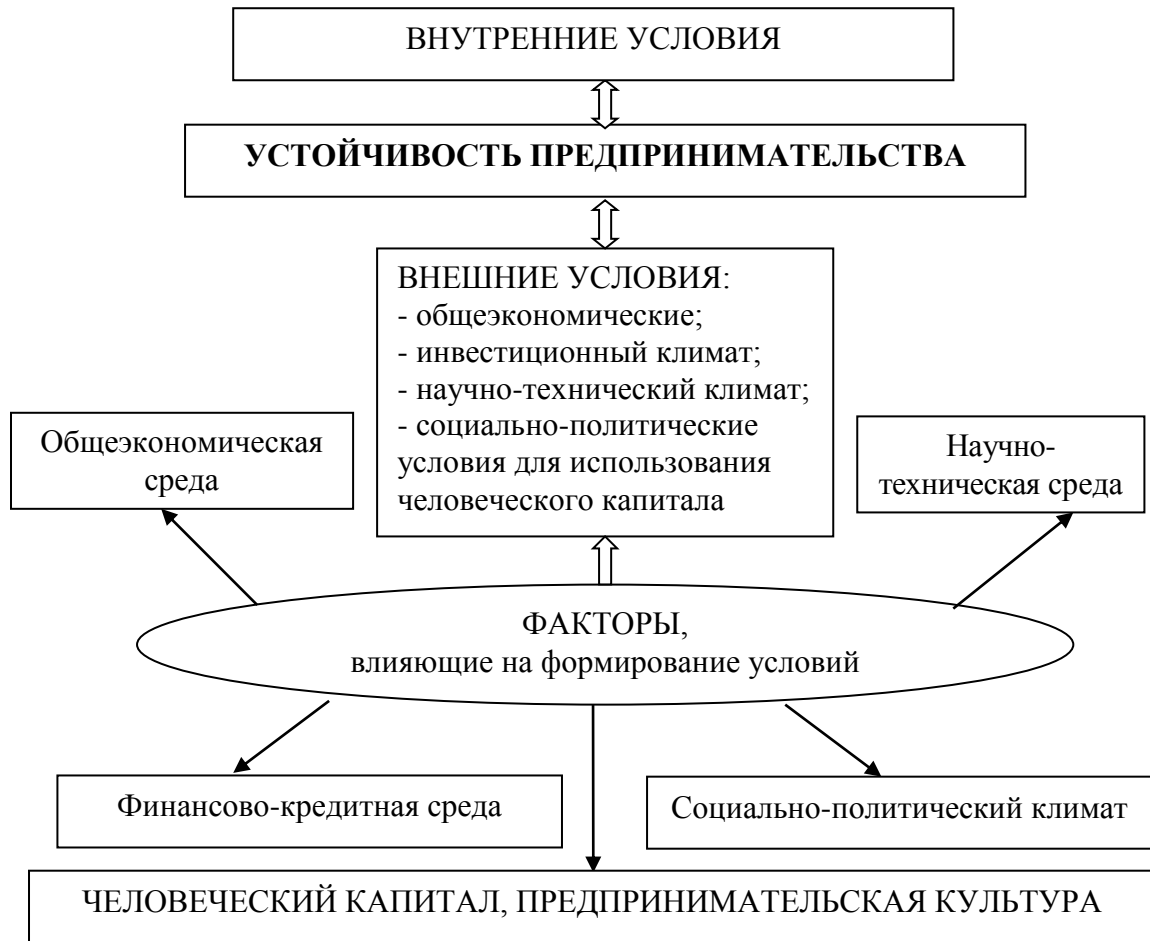 ВНУТРЕННИЕ УСЛОВИЯ
УСТОЙЧИВОСТЬ ПРЕДПРИНИМАТЕЛЬСТВА
ВНЕШНИЕ УСЛОВИЯ:
- общеэкономические;
- инвестиционный климат;
- научно-технический климат;
- социально-политические
условия для использования
человеческого капитала
Общеэкономическая
среда
Научно-
техническая среда
ФАКТОРЫ,
влияющие на формирование условий
Финансово-кредитная среда
Социально-политический климат
ЧЕЛОВЕЧЕСКИЙ КАПИТАЛ, ПРЕДПРИНИМАТЕЛЬСКАЯ КУЛЬТУРА